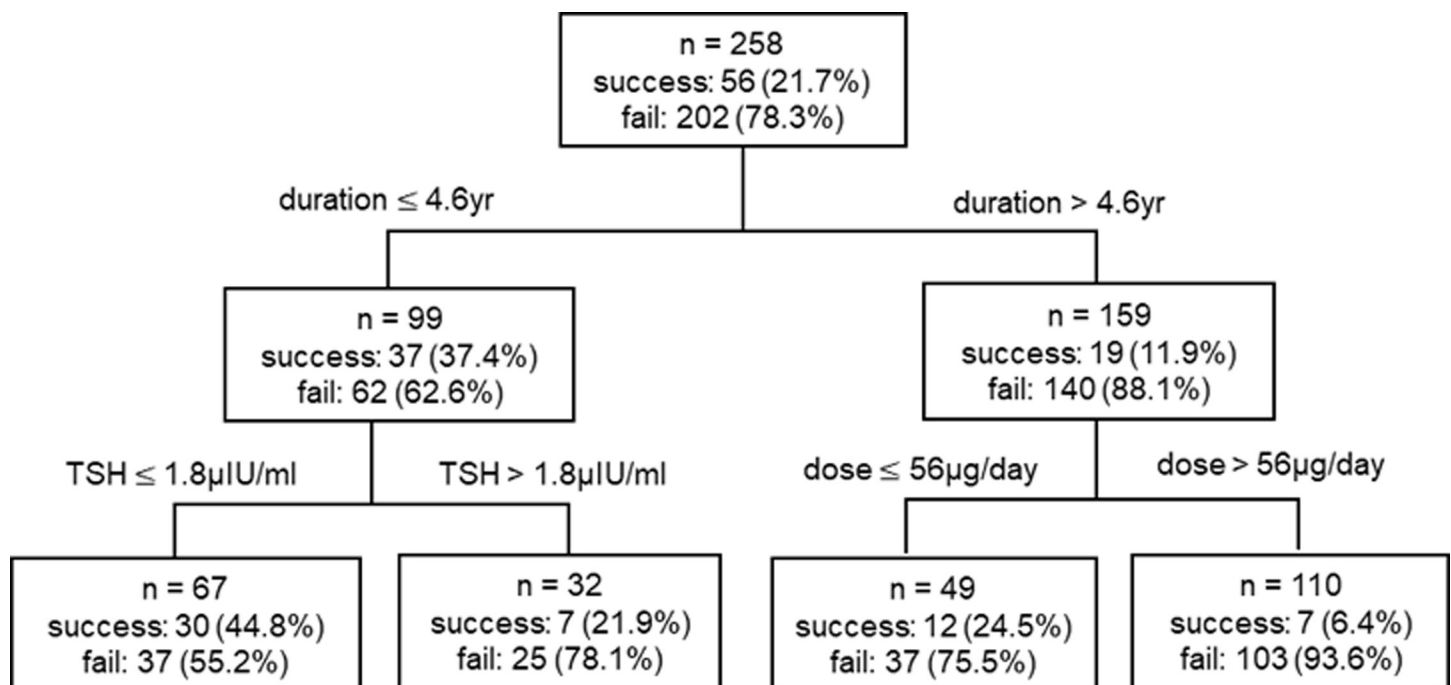 n = 258
success: 56 (21.7%)
fail: 202 (78.3%)
duration ≤ 4.6yr
duration > 4.6yr
n = 99
success: 37 (37.4%)
fail: 62 (62.6%)
n = 159
success: 19 (11.9%)
fail: 140 (88.1%)
TSH ≤ 1.8µIU/ml
TSH > 1.8µIU/ml
dose ≤ 56µg/day
dose > 56µg/day
n = 67
success: 30 (44.8%)
fail: 37 (55.2%)
n = 32
success: 7 (21.9%)
fail: 25 (78.1%)
n = 49
success: 12 (24.5%)
fail: 37 (75.5%)
n = 110
success: 7 (6.4%)
fail: 103 (93.6%)